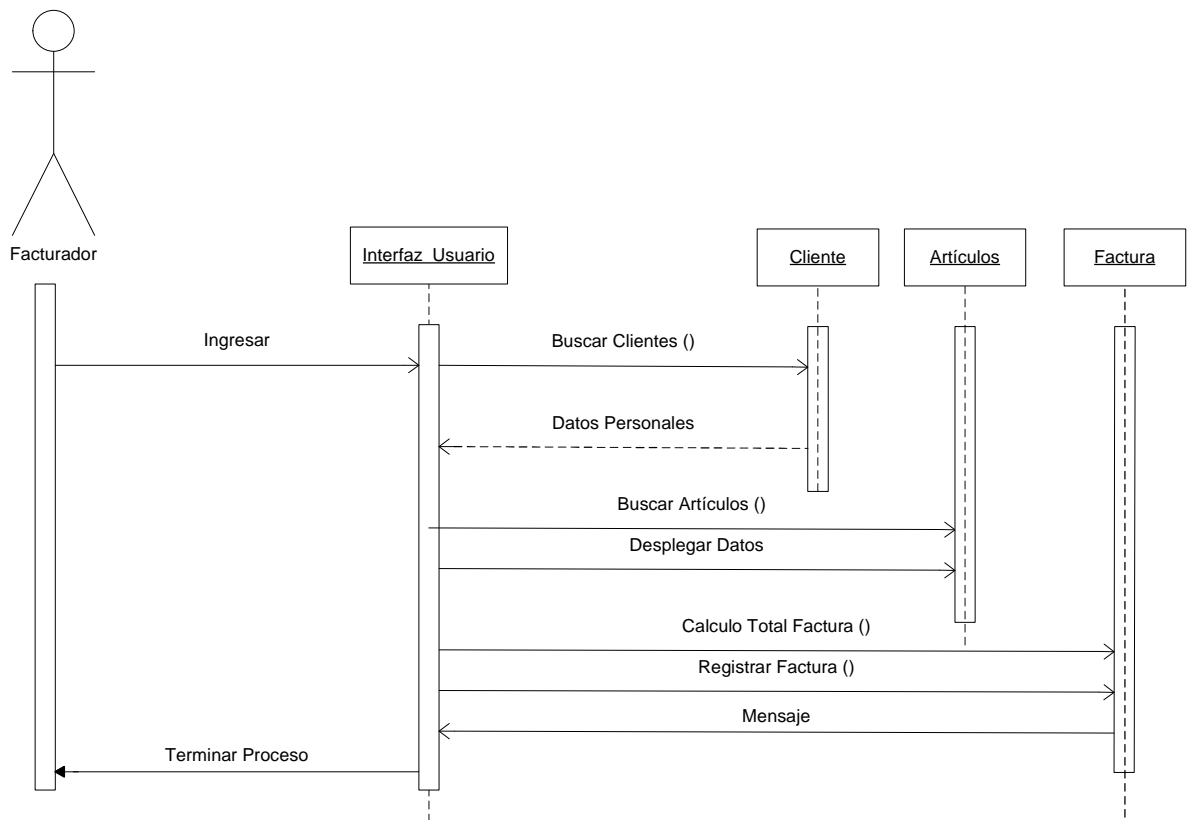 Facturador
Interfaz_Usuario
Cliente
Artículos
Factura
Ingresar
Buscar Clientes ()
Datos Personales
Buscar Artículos ()
Desplegar Datos
Calculo Total Factura ()
Registrar Factura ()
Mensaje
Terminar Proceso